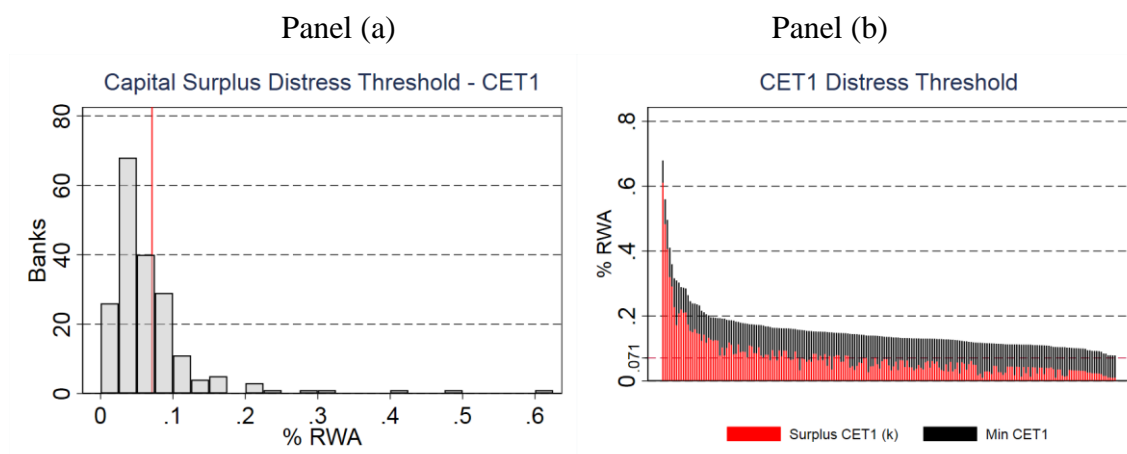 Panel (a)
Panel (b)
Capital Surplus Distress Threshold - CET1
80
60
40
20
0
Banks
0 .1 .2 .3 .4 .5 .6
% RWA
CET1 Distress Threshold
.8
.6
.4
.2
.071
0
% RWA
Surplus CET1 (k)
Min CET1